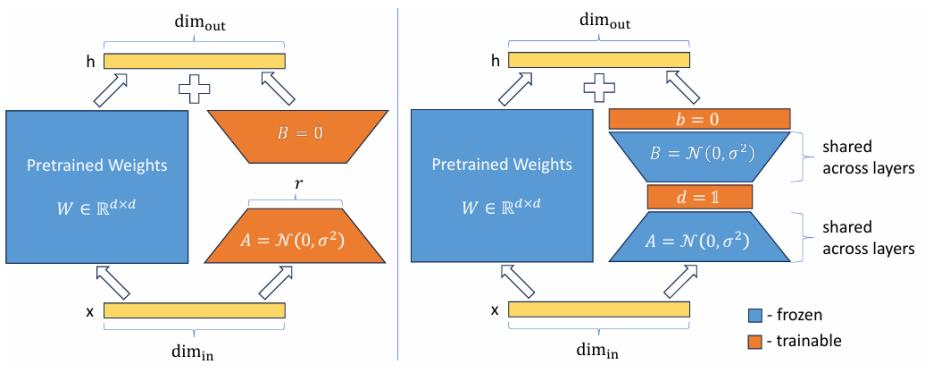 dim_out
h
B = 0
Pretrained Weights
W ∈ ℝ^{d×d}
r
A = 𝒩(0, σ²)
x
dim_in
dim_out
h
b = 0
Pretrained Weights
W ∈ ℝ^{d×d}
B = 𝒩(0, σ²)
shared
across layers
d = 𝟙
A = 𝒩(0, σ²)
shared
across layers
x
dim_in
- frozen
- trainable